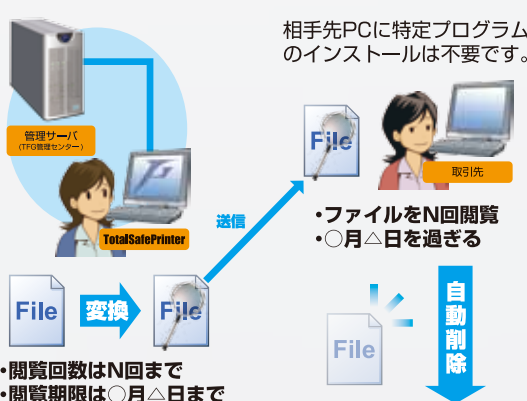 相手先PCに特定プログラム
のインストールは不要です。
管理サーバ
(TFG管理センター)
TotalSafePrinter
送信
File
取引先
・ファイルをN回閲覧
・○月△日を過ぎる
File
変換
File
自動削除
File
・閲覧回数はN回まで
・閲覧期限は○月△日まで